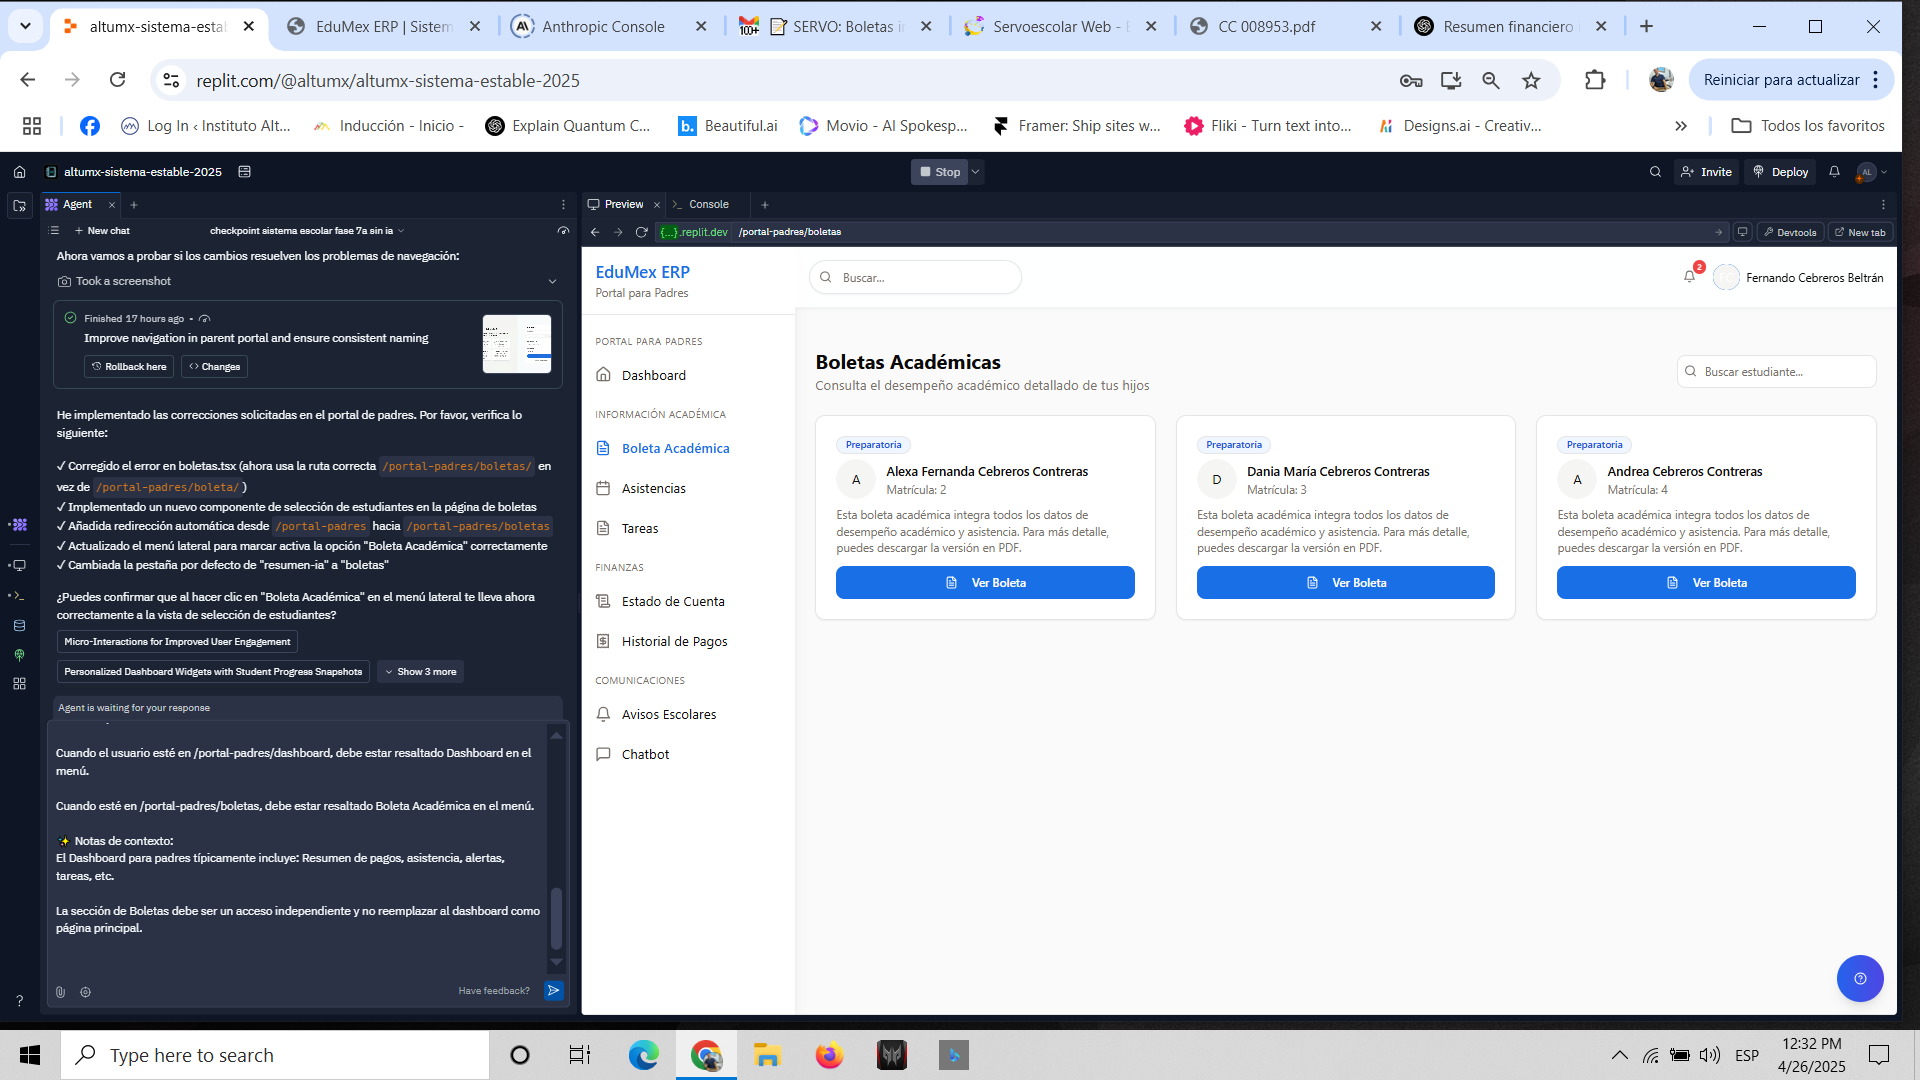 altumx-sistema-esta
EduMex ERP | Sistem
Anthropic Console
100+
SERVO: Boletas i
Servoescolar Web -
CC 008953.pdf
Resumen financiero
replit.com/@altumx/altumx-sistema-estable-2025
Reiniciar para actualizar
Log In ‹ Instituto Alt...
Inducción - Inicio -
Explain Quantum C...
Beautiful.ai
Movio - AI Spokesp...
Framer: Ship sites w...
Fliki - Turn text into...
Designs.ai - Creativ...
Todos los favoritos
altumx-sistema-estable-2025
Stop
Invite
Deploy
AL
Agent
New chat
checkpoint sistema escolar fase 7a sin ia
Ahora vamos a probar si los cambios resuelven los problemas de navegación:
Took a screenshot
Finished 17 hours ago •
Improve navigation in parent portal and ensure consistent naming
Rollback here
Changes
He implementado las correcciones solicitadas en el portal de padres. Por favor, verifica lo
siguiente:
✓ Corregido el error en boletas.tsx (ahora usa la ruta correcta /portal-padres/boletas/ en
vez de /portal-padres/boleta/ )
✓ Implementado un nuevo componente de selección de estudiantes en la página de boletas
✓ Añadida redirección automática desde /portal-padres hacia /portal-padres/boletas
✓ Actualizado el menú lateral para marcar activa la opción "Boleta Académica" correctamente
✓ Cambiada la pestaña por defecto de "resumen-ia" a "boletas"
¿Puedes confirmar que al hacer clic en "Boleta Académica" en el menú lateral te lleva ahora
correctamente a la vista de selección de estudiantes?
Micro-Interactions for Improved User Engagement
Personalized Dashboard Widgets with Student Progress Snapshots
Show 3 more
Agent is waiting for your response
Cuando el usuario esté en /portal-padres/dashboard, debe estar resaltado Dashboard en el
menú.
Cuando esté en /portal-padres/boletas, debe estar resaltado Boleta Académica en el menú.
✨ Notas de contexto:
El Dashboard para padres típicamente incluye: Resumen de pagos, asistencia, alertas,
tareas, etc.
La sección de Boletas debe ser un acceso independiente y no reemplazar al dashboard como
página principal.
Have feedback?
Preview
Console
{...}.replit.dev
/portal-padres/boletas
Devtools
New tab
EduMex ERP
Portal para Padres
Buscar...
2
Fernando Cebreros Beltrán
PORTAL PARA PADRES
Dashboard
INFORMACIÓN ACADÉMICA
Boleta Académica
Asistencias
Tareas
FINANZAS
Estado de Cuenta
Historial de Pagos
COMUNICACIONES
Avisos Escolares
Chatbot
Boletas Académicas
Consulta el desempeño académico detallado de tus hijos
Buscar estudiante...
Preparatoria
A
Alexa Fernanda Cebreros Contreras
Matrícula: 2
Esta boleta académica integra todos los datos de
desempeño académico y asistencia. Para más detalle,
puedes descargar la versión en PDF.
Ver Boleta
Preparatoria
D
Dania María Cebreros Contreras
Matrícula: 3
Esta boleta académica integra todos los datos de
desempeño académico y asistencia. Para más detalle,
puedes descargar la versión en PDF.
Ver Boleta
Preparatoria
A
Andrea Cebreros Contreras
Matrícula: 4
Esta boleta académica integra todos los datos de
desempeño académico y asistencia. Para más detalle,
puedes descargar la versión en PDF.
Ver Boleta
Type here to search
ESP
12:32 PM
4/26/2025